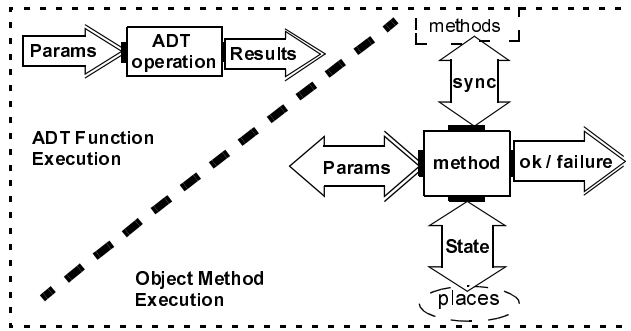 methods
Params
ADT
operation
Results
sync
ADT Function
Execution
Params
method
ok / failure
State
Object Method
Execution
places